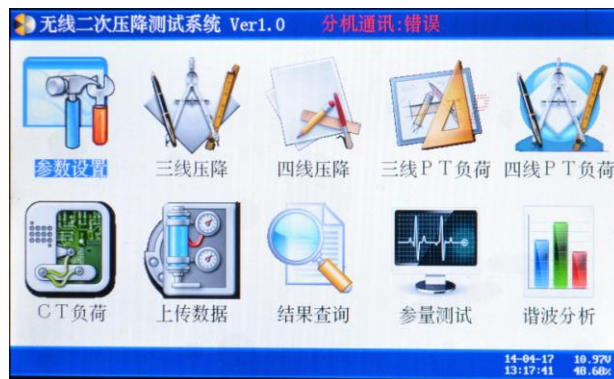 无线二次压降测试系统 Ver1.0 分机通讯:错误
参数设置 三线压降 四线压降 三线PT负荷 四线PT负荷
CT负荷 上传数据 结果查询 参量测试 谐波分析
14-04-17 10.97V
13:17:41 48.68%